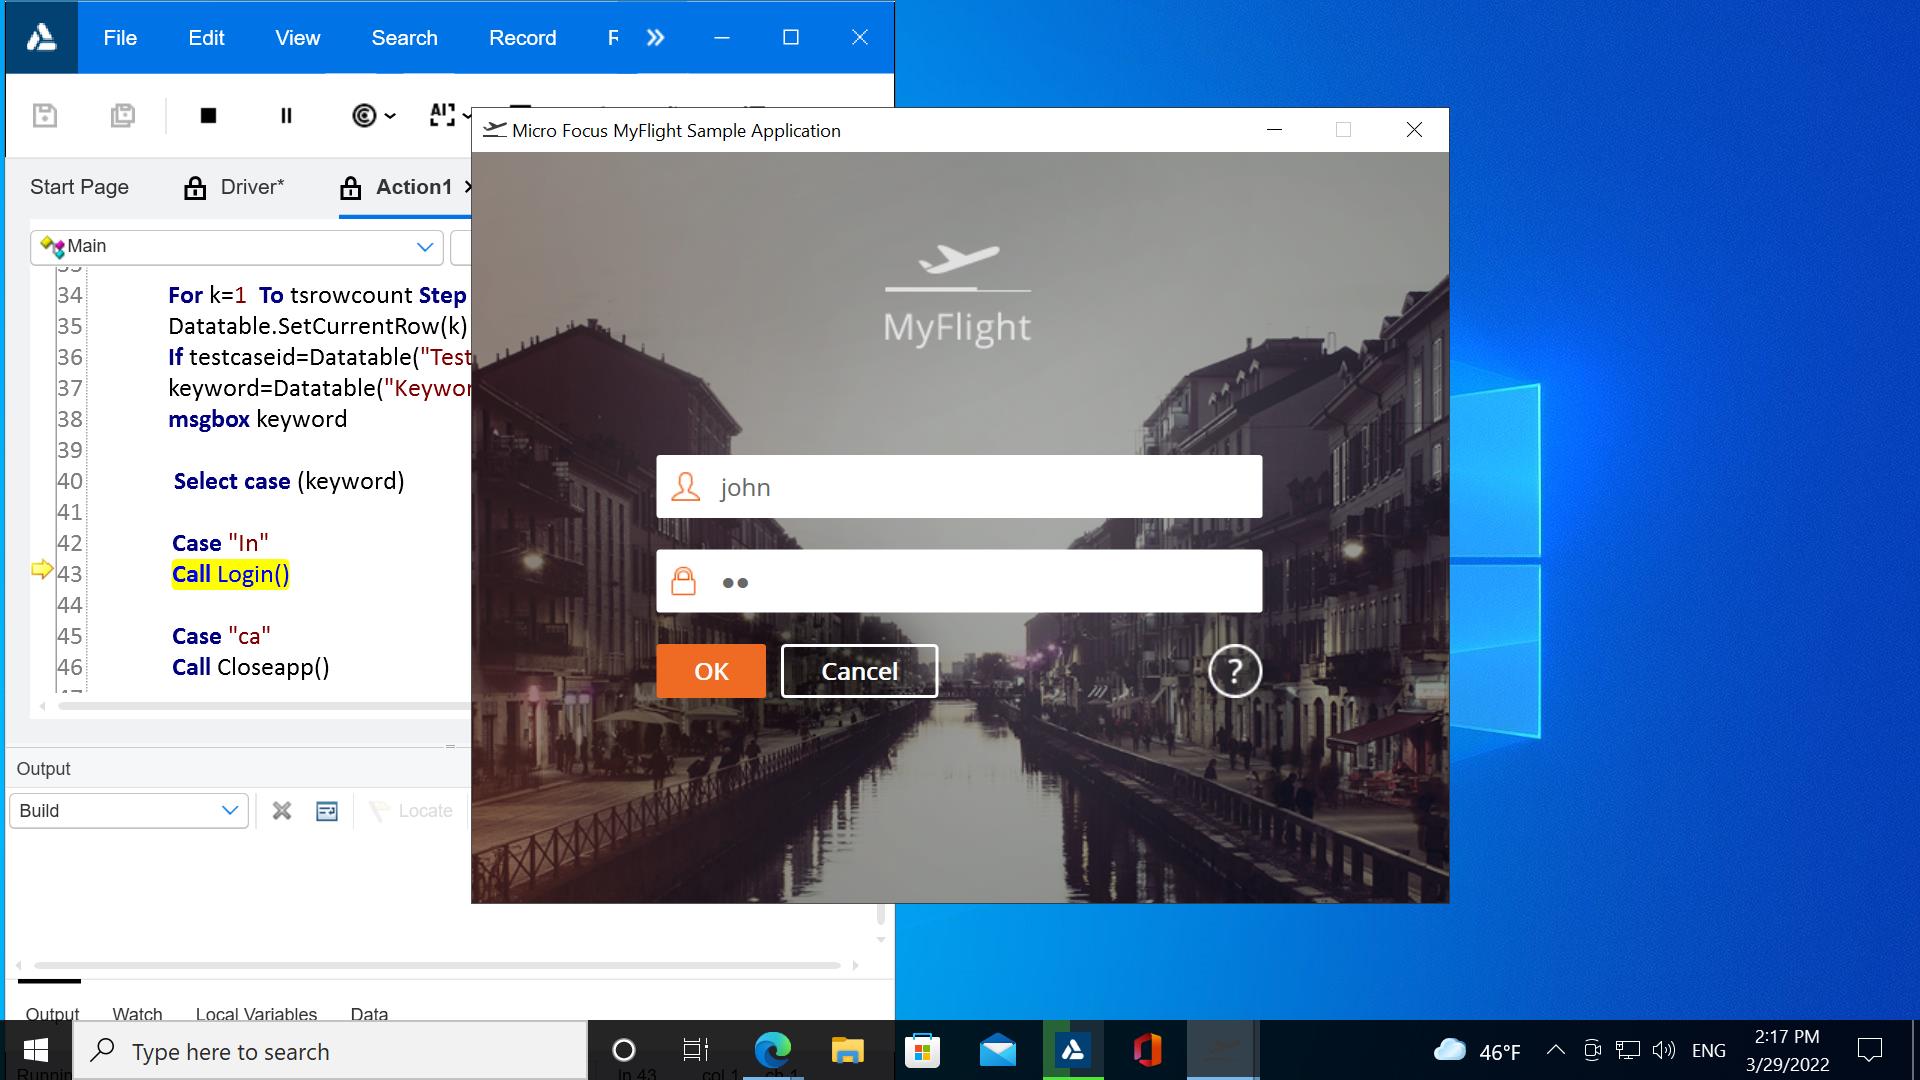 File Edit View Search Record
Start Page Driver* Action1
Main
34 For k=1 To tsrowcount Step
35 Datatable.SetCurrentRow(k)
36 If testcaseid=Datatable("Test
37 keyword=Datatable("Keywor
38 msgbox keyword
39
40 Select case (keyword)
41
42 Case "In"
43 Call Login()
44
45 Case "ca"
46 Call Closeapp()
Output
Build Locate
Output Watch Local Variables Data
Micro Focus MyFlight Sample Application
MyFlight
john
OK Cancel ?
Type here to search
46°F ENG 2:17 PM
3/29/2022